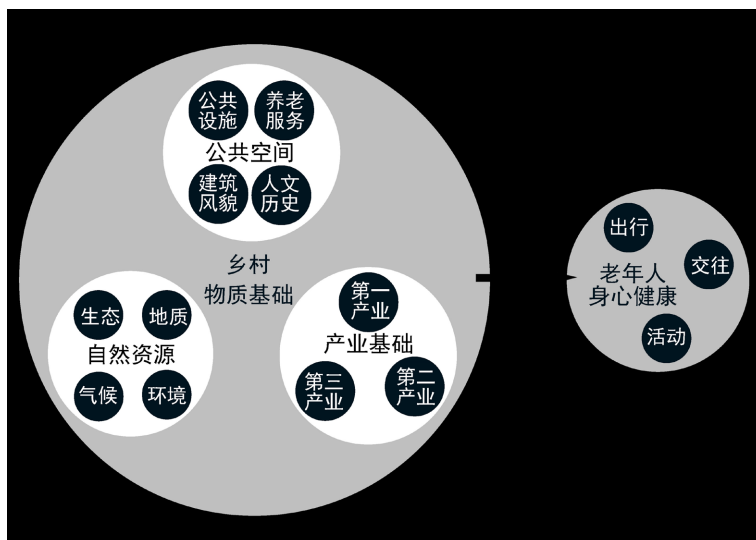 公共
设施
养老
服务
公共空间
建筑
风貌
人文
历史
乡村
物质基础
生态
地质
自然资源
气候
环境
第一
产业
产业基础
第三
产业
第二
产业
出行
交往
老年人
身心健康
活动